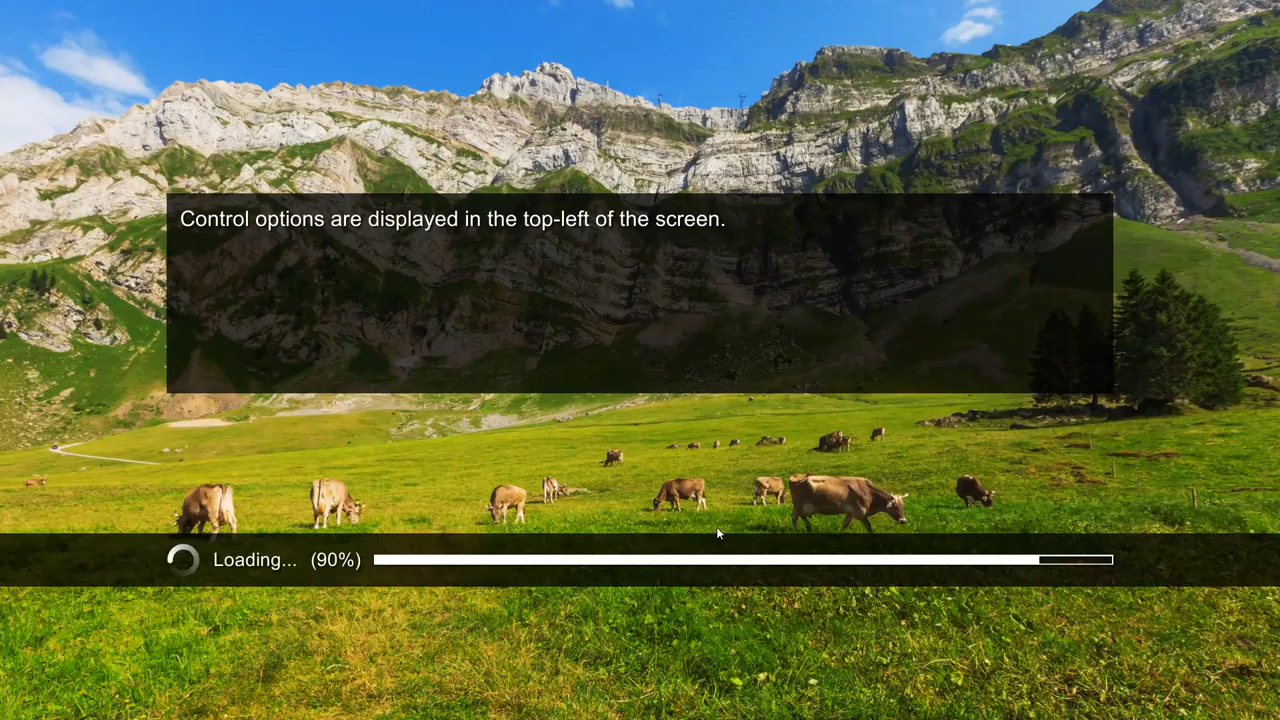 Control options are displayed in the top-left of the screen.
Loading... (90%)